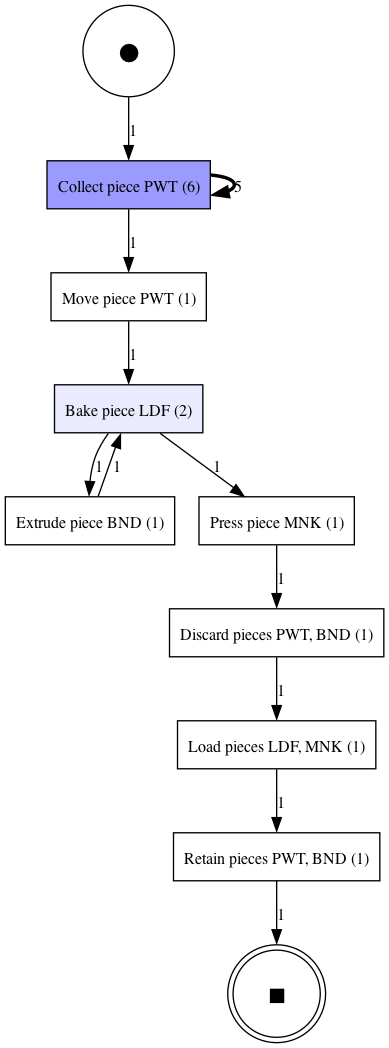 1
Collect piece PWT (6)
5
1
Move piece PWT (1)
1
Bake piece LDF (2)
1
1
1
Extrude piece BND (1)
Press piece MNK (1)
1
Discard pieces PWT, BND (1)
1
Load pieces LDF, MNK (1)
1
Retain pieces PWT, BND (1)
1